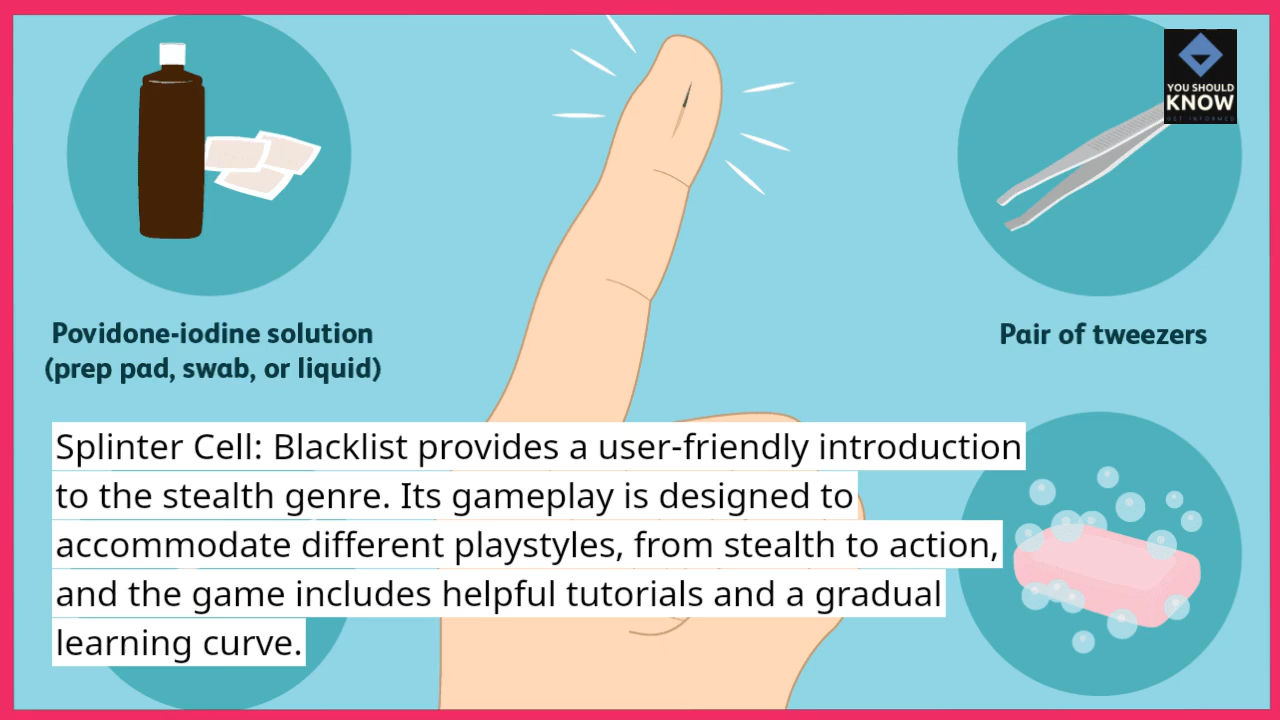 YOU SHOULD
KNOW
GET INFORMED
Povidone-iodine solution
(prep pad, swab, or liquid)
Pair of tweezers
Splinter Cell: Blacklist provides a user-friendly introduction
to the stealth genre. Its gameplay is designed to
accommodate different playstyles, from stealth to action,
and the game includes helpful tutorials and a gradual
learning curve.